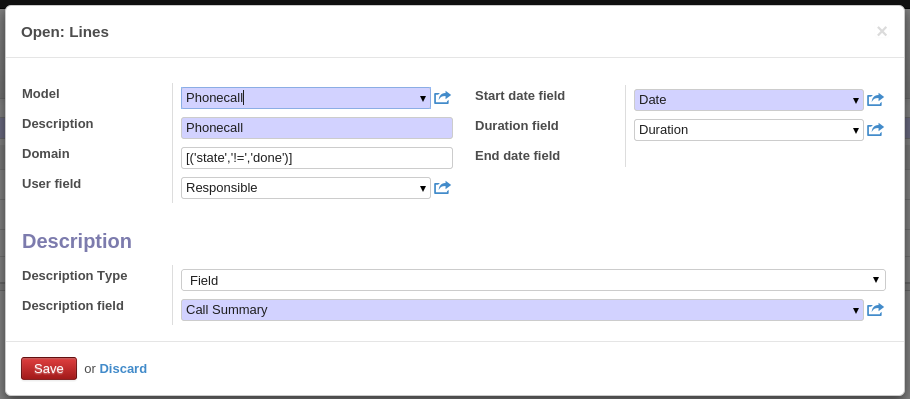 Open: Lines
×
Model
Phonecall
Description
Phonecall
Domain
[('state','!=','done')]
User field
Responsible
Start date field
Date
Duration field
Duration
End date field
Description
Description Type
Field
Description field
Call Summary
Save or Discard